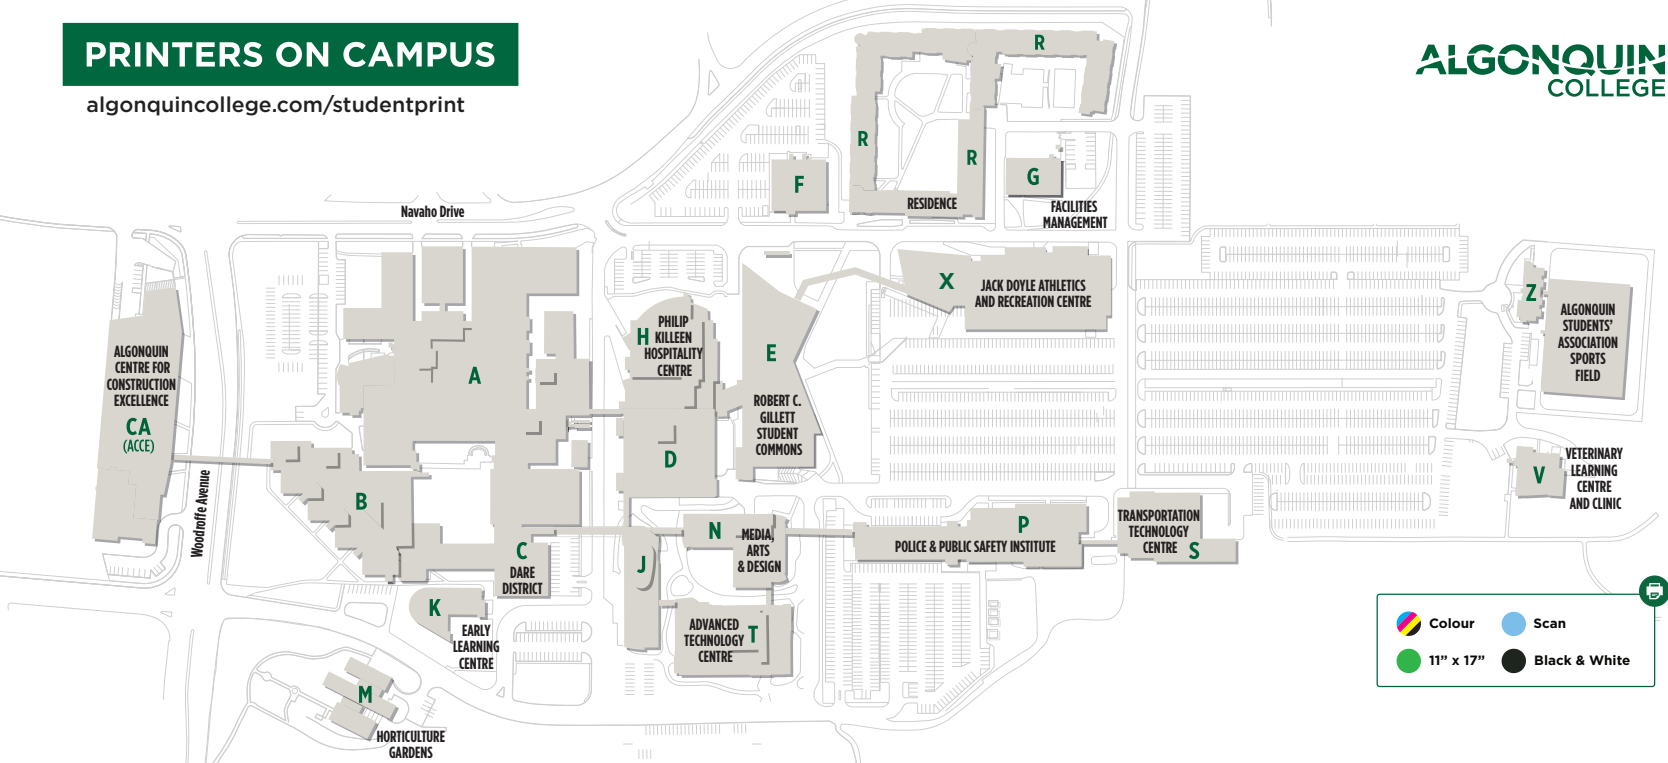 PRINTERS ON CAMPUS
algonquincollege.com/studentprint
ALGONQUIN
COLLEGE
Navaho Drive
R
R
R
F
G
RESIDENCE
FACILITIES
MANAGEMENT
X
JACK DOYLE ATHLETICS
AND RECREATION CENTRE
Z
ALGONQUIN
STUDENTS'
ASSOCIATION
SPORTS
FIELD
H
PHILIP
KILLEEN
HOSPITALITY
CENTRE
E
ROBERT C.
GILLETT
STUDENT
COMMONS
A
ALGONQUIN
CENTRE FOR
CONSTRUCTION
EXCELLENCE
CA
(ACCE)
Woodroffe Avenue
B
D
V
VETERINARY
LEARNING
CENTRE
AND CLINIC
C
DARE
DISTRICT
J
N
MEDIA,
ARTS
& DESIGN
P
POLICE & PUBLIC SAFETY INSTITUTE
TRANSPORTATION
TECHNOLOGY
CENTRE
S
K
EARLY
LEARNING
CENTRE
ADVANCED
TECHNOLOGY
CENTRE
T
M
HORTICULTURE
GARDENS
Colour
Scan
11” x 17”
Black & White